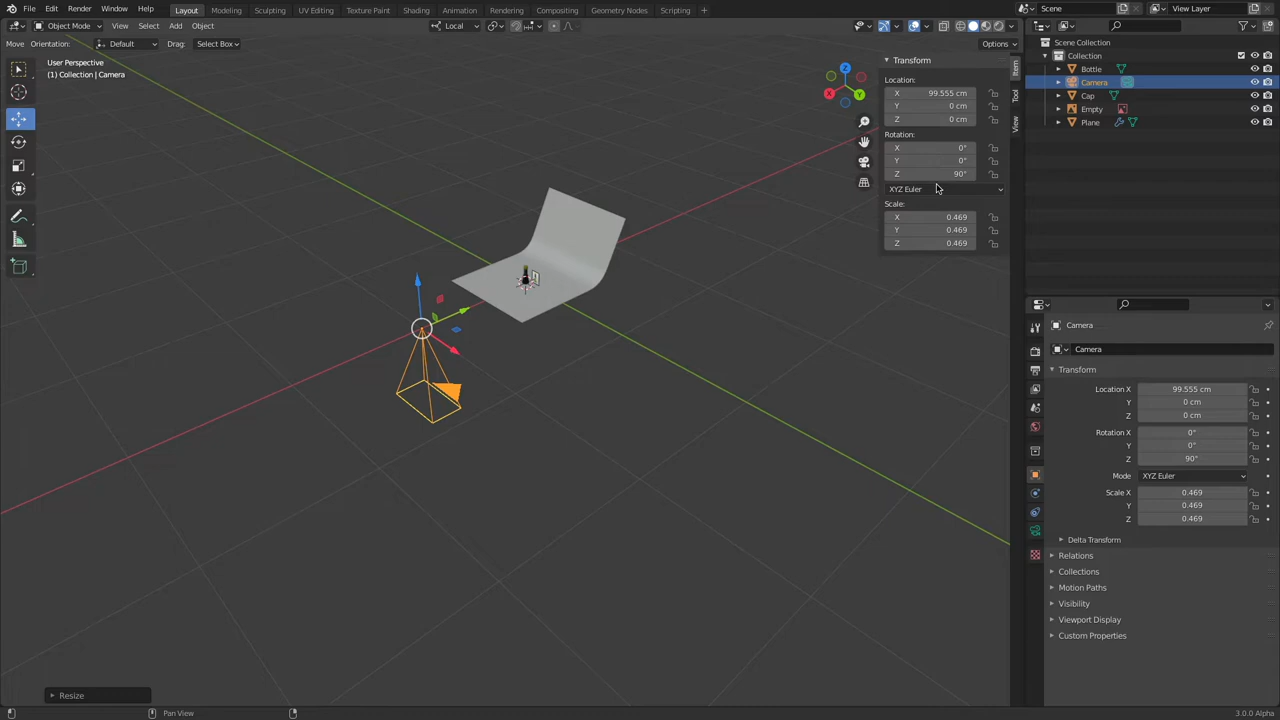 File Edit Render Window Help Layout Modeling Sculpting UV Editing Texture Paint Shading Animation Rendering Compositing Geometry Nodes Scripting + Scene View Layer
Object Mode View Select Add Object Local Options
Move Orientation: Default Drag: Select Box
User Perspective
(1) Collection | Camera
Z
X
Y
Transform
Location:
X 99.555 cm
Y 0 cm
Z 0 cm
Rotation:
X 0°
Y 0°
Z 90°
XYZ Euler
Scale:
X 0.469
Y 0.469
Z 0.469
Item
Tool
View
Scene Collection
Collection
Bottle
Camera
Cap
Empty
Plane
Camera
Camera
Transform
Location X 99.555 cm
Y 0 cm
Z 0 cm
Rotation X 0°
Y 0°
Z 90°
Mode XYZ Euler
Scale X 0.469
Y 0.469
Z 0.469
Delta Transform
Relations
Collections
Motion Paths
Visibility
Viewport Display
Custom Properties
Resize
Pan View
3.0.0 Alpha